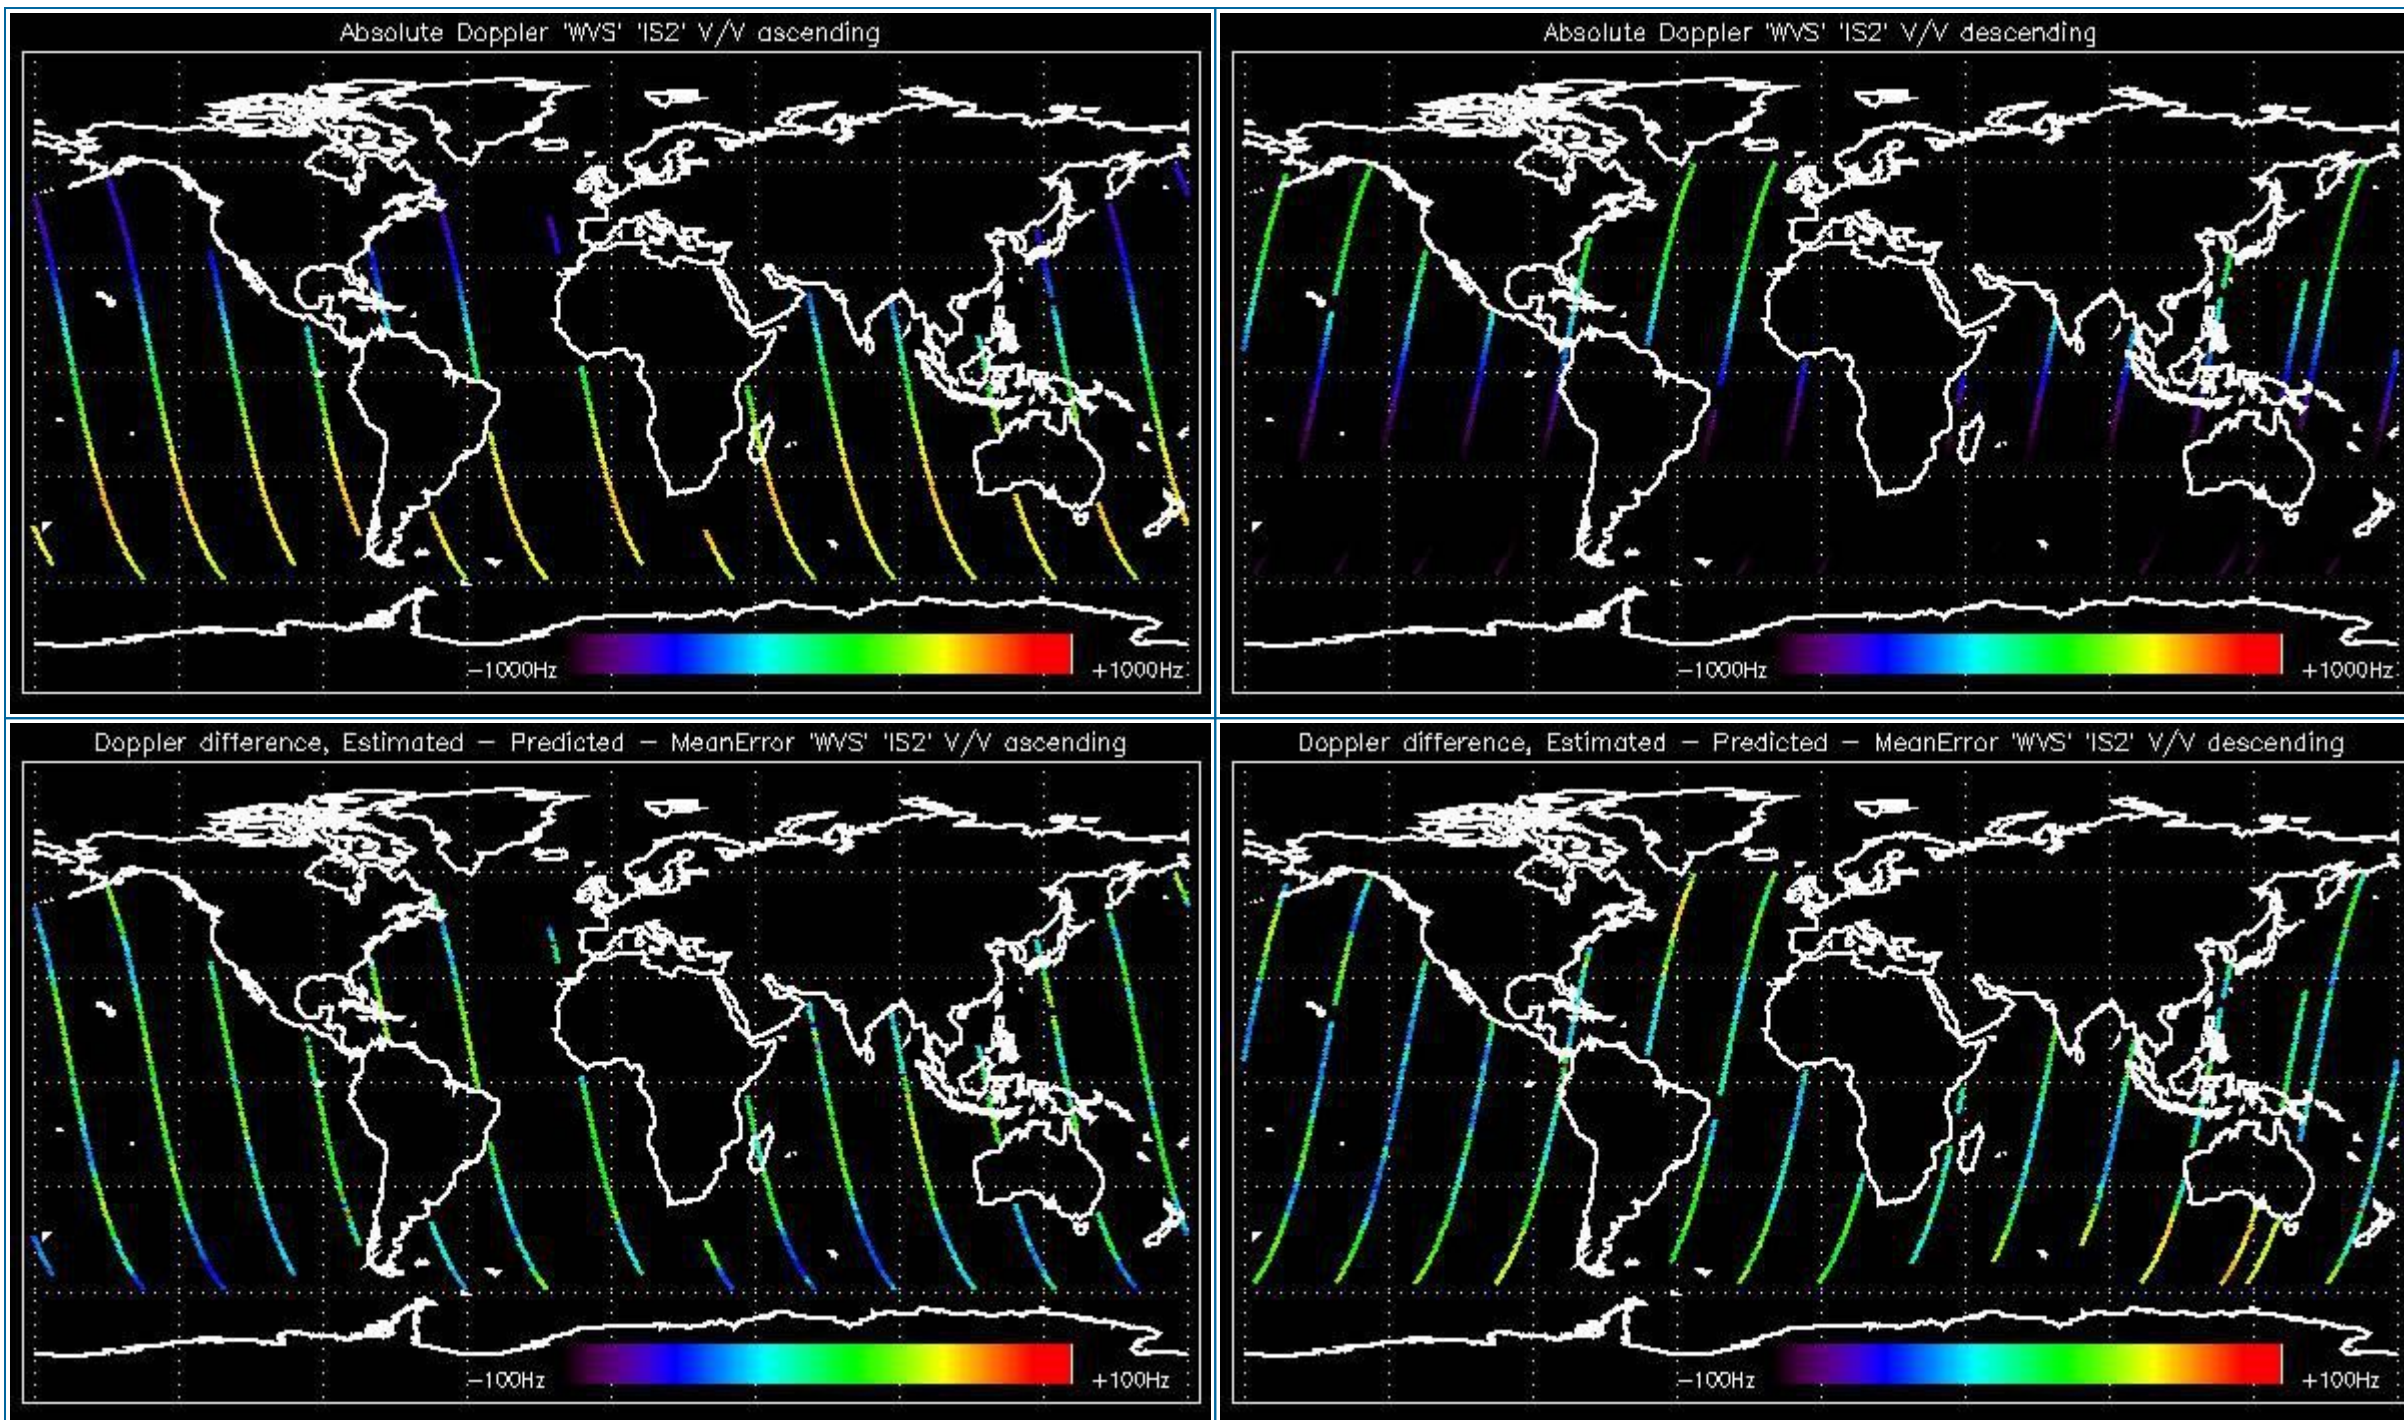 Absolute Doppler 'WVS' 'IS2' V/V ascending
-1000Hz
+1000Hz
Absolute Doppler 'WVS' 'IS2' V/V descending
-1000Hz
+1000Hz
Doppler difference, Estimated - Predicted - MeanError 'WVS' 'IS2' V/V ascending
-100Hz
+100Hz
Doppler difference, Estimated - Predicted - MeanError 'WVS' 'IS2' V/V descending
-100Hz
+100Hz